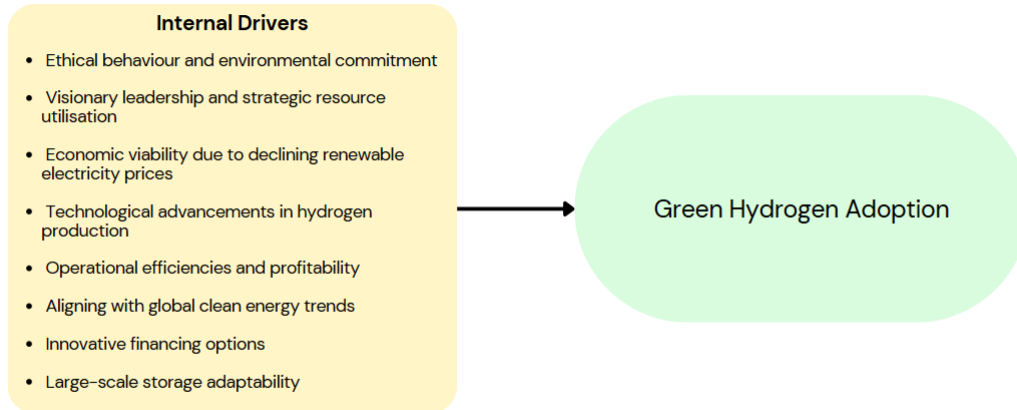 Internal Drivers
• Ethical behaviour and environmental commitment
• Visionary leadership and strategic resource
utilisation
• Economic viability due to declining renewable
electricity prices
• Technological advancements in hydrogen
production
• Operational efficiencies and profitability
• Aligning with global clean energy trends
• Innovative financing options
• Large-scale storage adaptability
Green Hydrogen Adoption